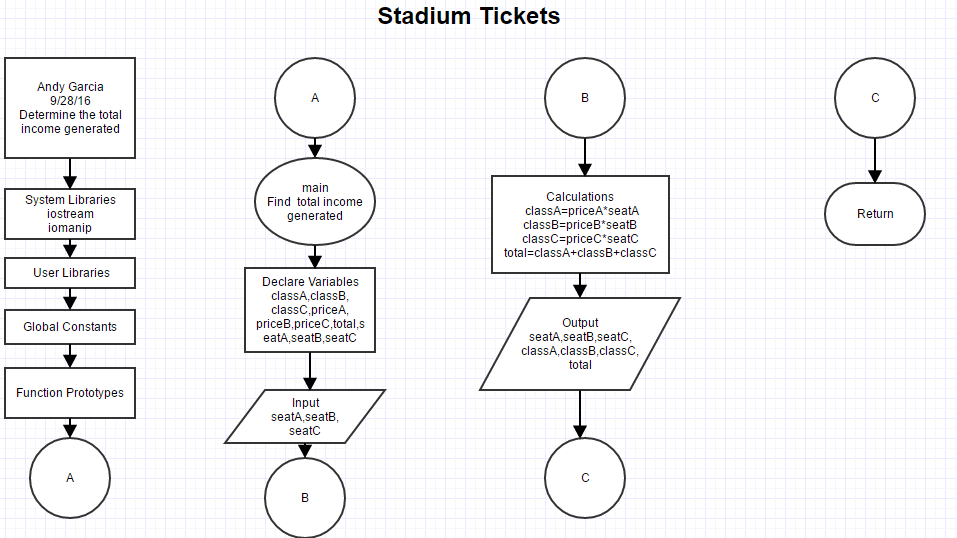 Stadium Tickets
Andy Garcia
9/28/16
Determine the total
income generated
System Libraries
iostream
iomanip
User Libraries
Global Constants
Function Prototypes
A
A
main
Find total income
generated
Declare Variables
classA,classB,
classC,priceA,
priceB,priceC,total,s
eatA,seatB,seatC
Input
seatA,seatB,
seatC
B
B
Calculations
classA=priceA*seatA
classB=priceB*seatB
classC=priceC*seatC
total=classA+classB+classC
Output
seatA,seatB,seatC,
classA,classB,classC,
total
C
C
Return